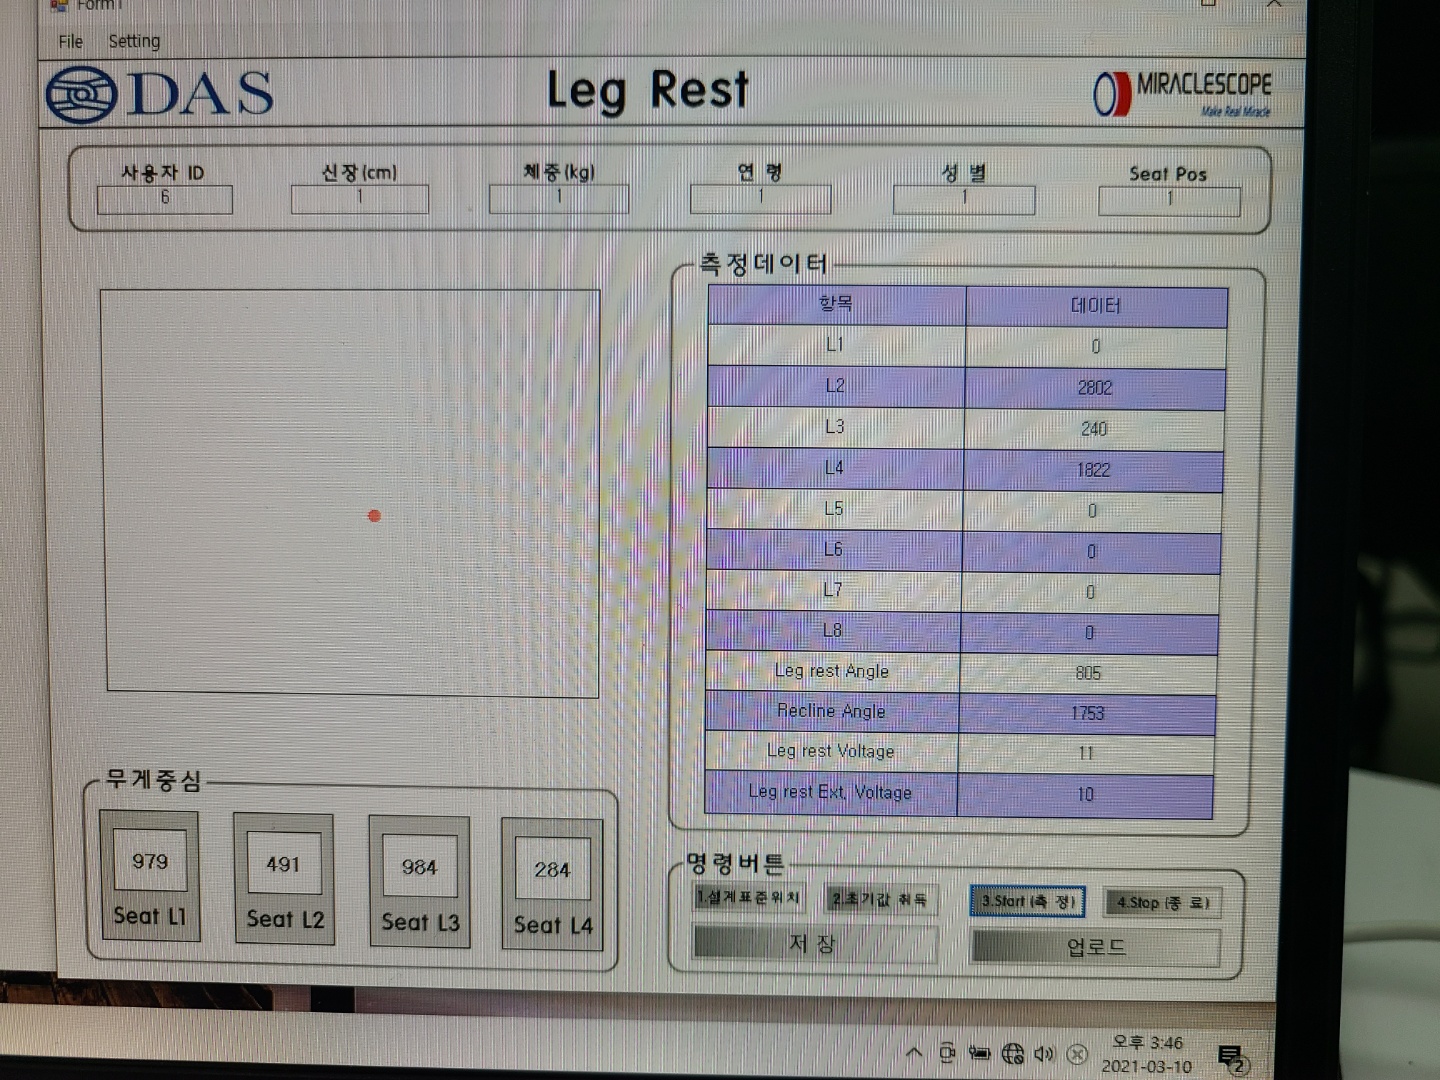 Form1
File Setting
DAS
Leg Rest
MIRACLESCOPE
Make Real Miracle
사용자 ID 신장(cm) 체중(kg) 연 령 성 별 Seat Pos
6 1 1 1 1 1
측정데이터
항목 데이터
L1 0
L2 2802
L3 240
L4 1822
L5 0
L6 0
L7 0
L8 0
Leg rest Angle 805
Recline Angle 1753
Leg rest Voltage 11
Leg rest Ext. Voltage 10
무게중심
979 491 984 284
Seat L1 Seat L2 Seat L3 Seat L4
명령버튼
1.설계표준위치 2.초기값 취득 3.Start (측 정) 4.Stop (종 료)
저 장 업로드
오후 3:46
2021-03-10
2